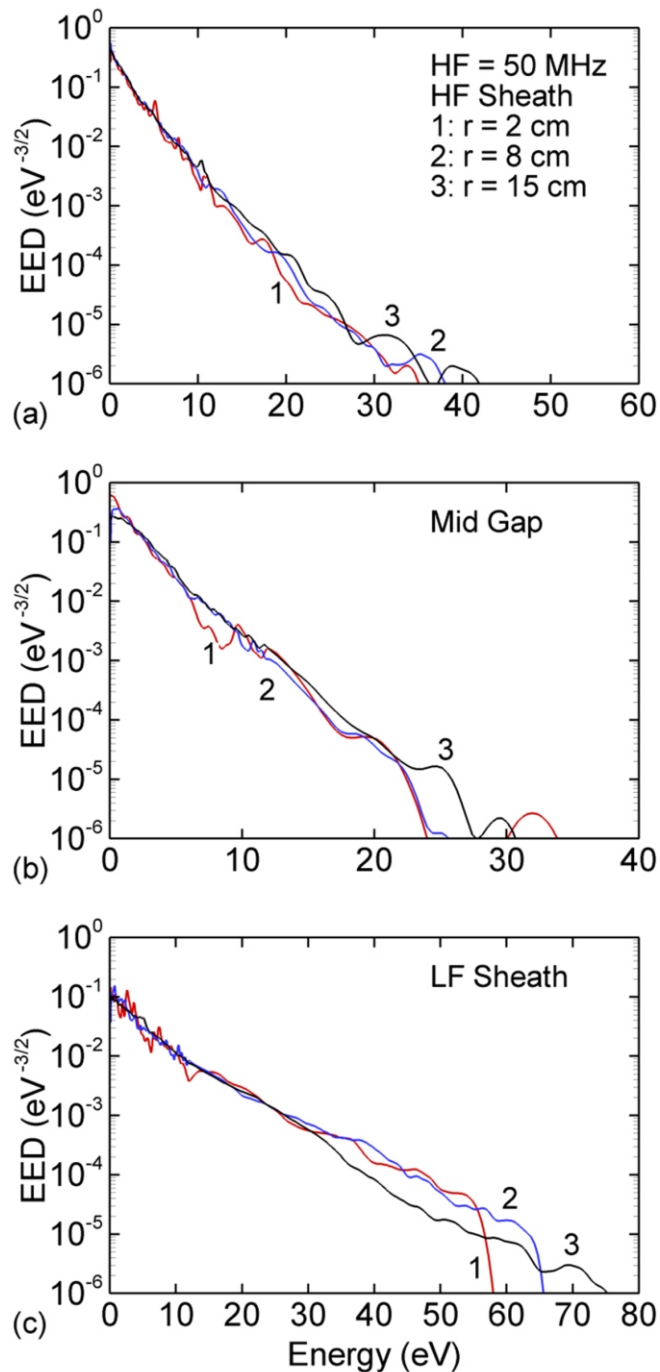 10^0
10^-1
10^-2
10^-3
10^-4
10^-5
10^-6
EED (eV^-3/2)
HF = 50 MHz
HF Sheath
1: r = 2 cm
2: r = 8 cm
3: r = 15 cm
1
3
2
(a)
0 10 20 30 40 50 60
10^0
10^-1
10^-2
10^-3
10^-4
10^-5
10^-6
EED (eV^-3/2)
Mid Gap
1
2
3
(b)
0 10 20 30 40
10^0
10^-1
10^-2
10^-3
10^-4
10^-5
10^-6
EED (eV^-3/2)
LF Sheath
2
1
3
(c)
0 10 20 30 40 50 60 70 80
Energy (eV)